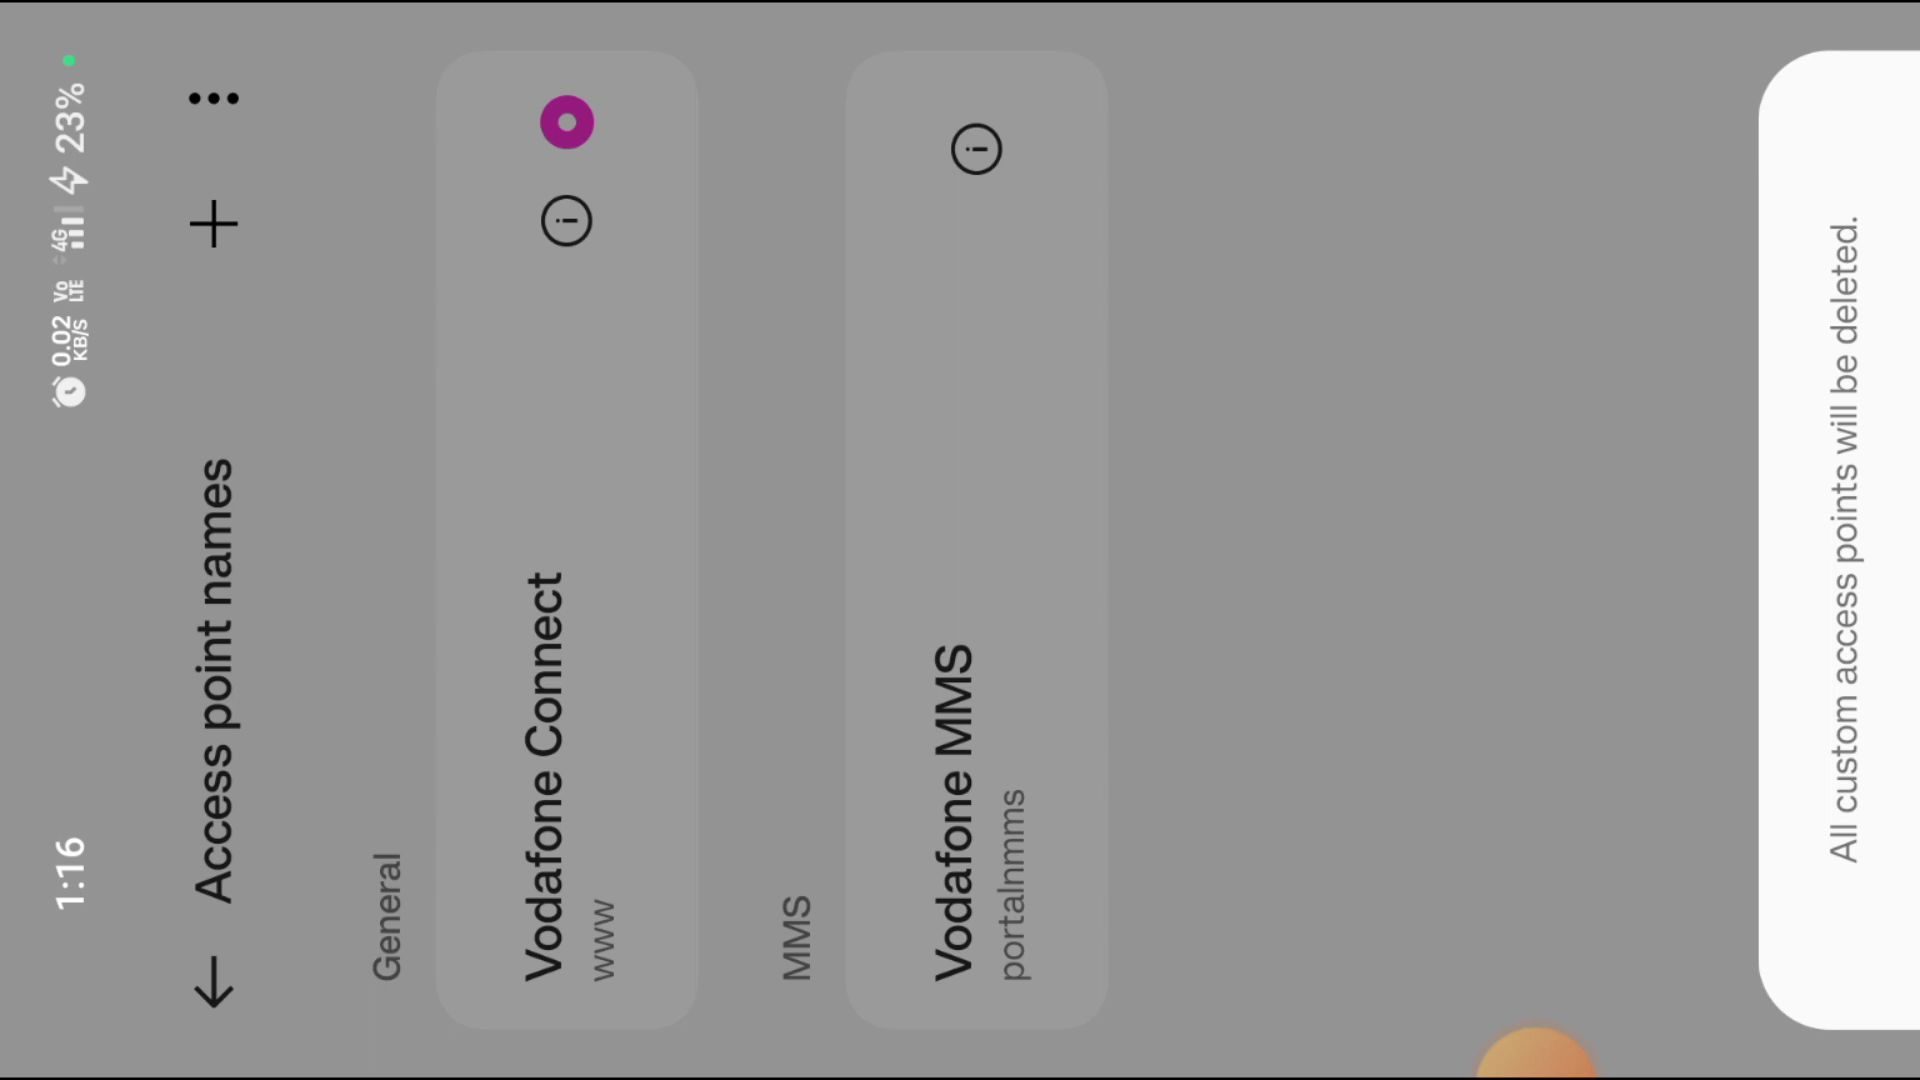 1:16
0.02 KB/S Vo LTE 4G 23%
Access point names
General
Vodafone Connect
www
MMS
Vodafone MMS
portalnmms
All custom access points will be deleted.